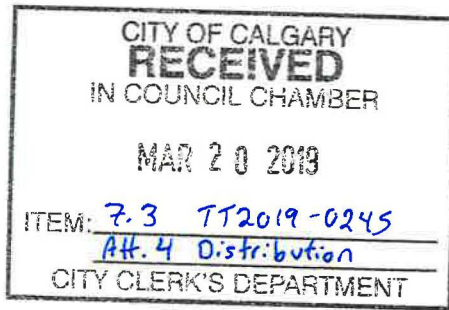 CITY OF CALGARY
RECEIVED
IN COUNCIL CHAMBER
MAR 20 2019
ITEM: 7.3 TT2019-0245
Att. 4 Distribution
CITY CLERK'S DEPARTMENT